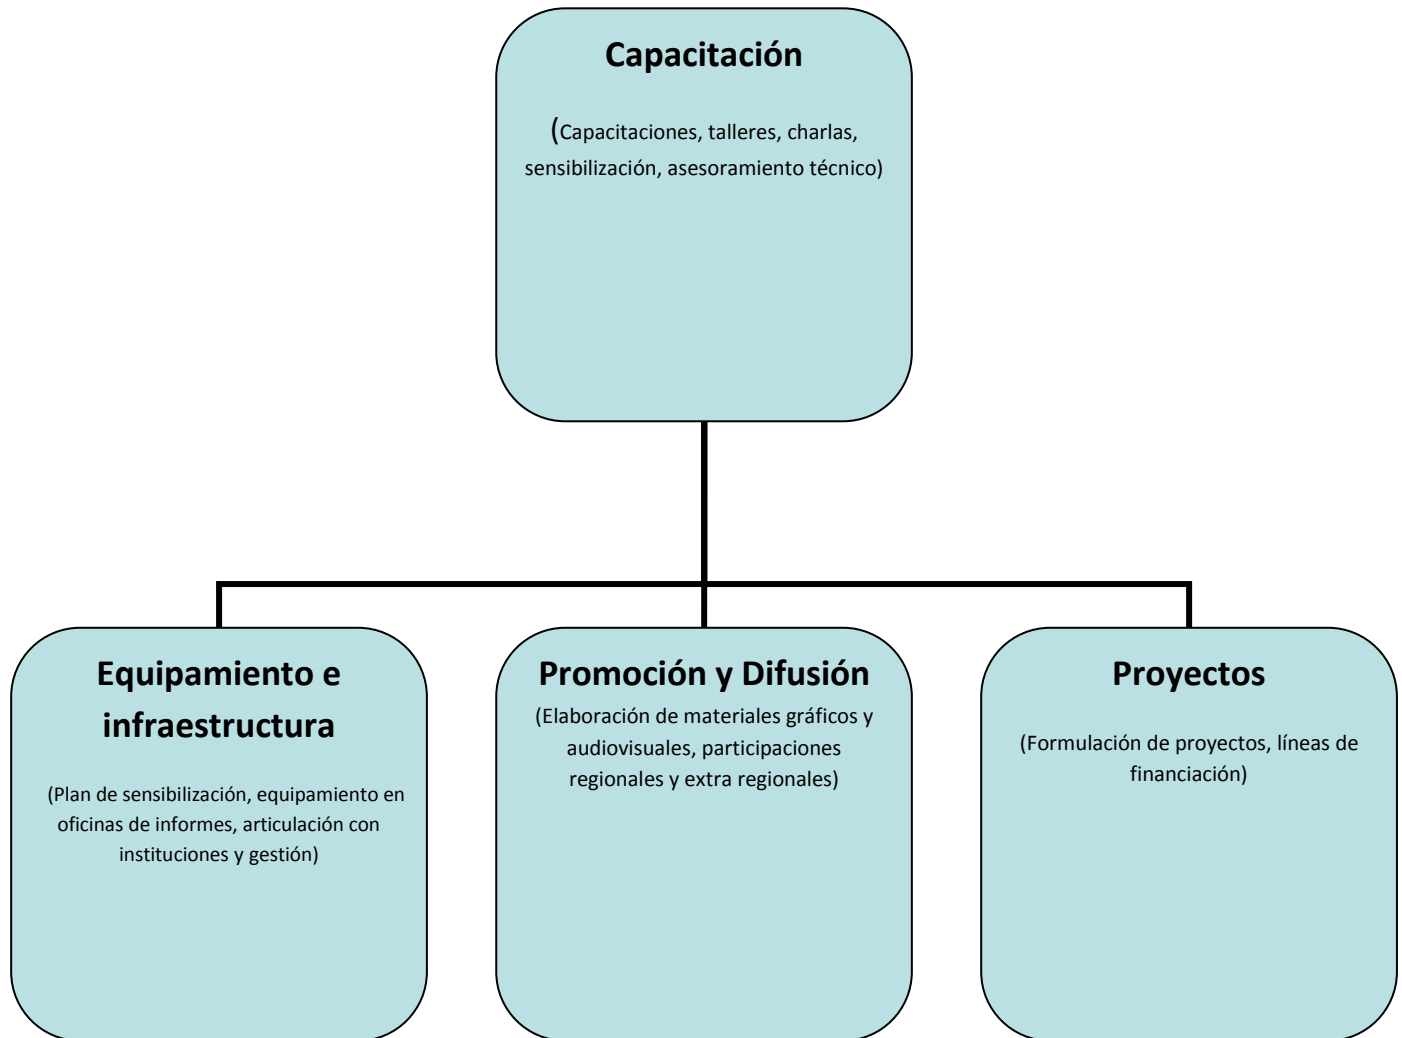 Capacitación
(Capacitaciones, talleres, charlas,
sensibilización, asesoramiento técnico)
Equipamiento e
infraestructura
(Plan de sensibilización, equipamiento en
oficinas de informes, articulación con
instituciones y gestión)
Promoción y Difusión
(Elaboración de materiales gráficos y
audiovisuales, participaciones
regionales y extra regionales)
Proyectos
(Formulación de proyectos, líneas de
financiación)